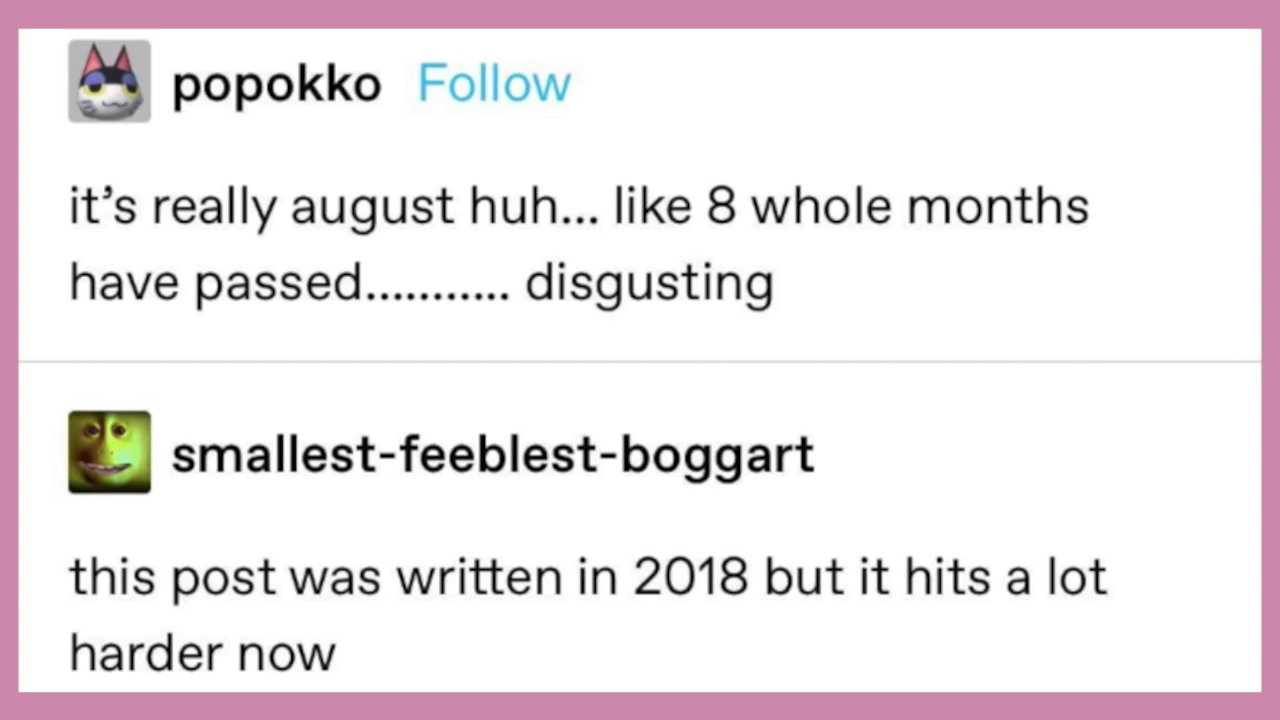 popokko Follow
it’s really august huh... like 8 whole months
have passed........... disgusting
smallest-feeblest-boggart
this post was written in 2018 but it hits a lot
harder now